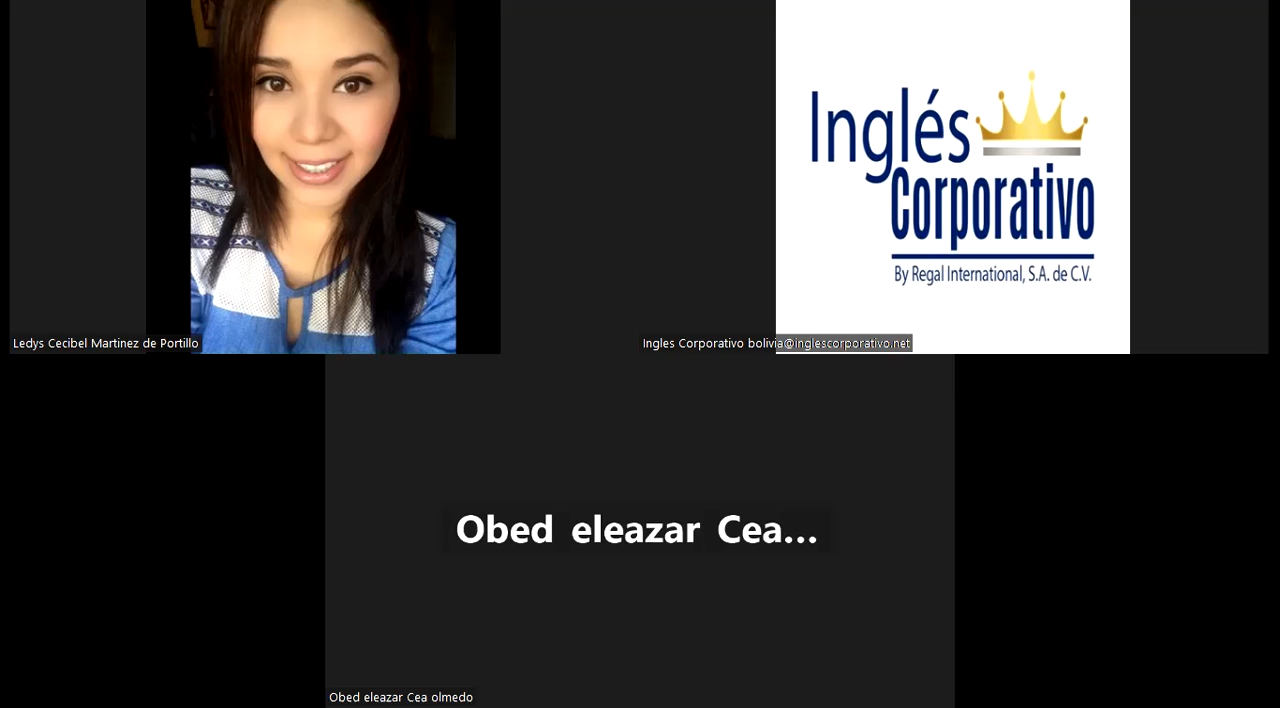 Inglés
Corporativo
By Regal International, S.A. de C.V.
Ledys Cecibel Martinez de Portillo
Ingles Corporativo bolivia@inglescorporativo.net
Obed eleazar Cea...
Obed eleazar Cea olmedo